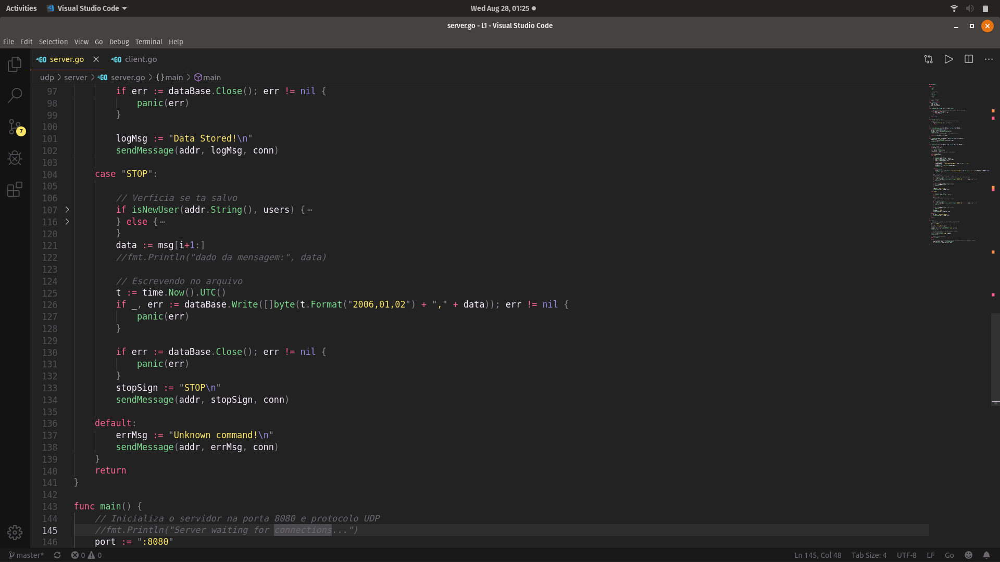 Activities Visual Studio Code Wed Aug 28, 01:25
server.go - L1 - Visual Studio Code
File Edit Selection View Go Debug Terminal Help
GO server.go GO client.go
udp > server > GO server.go > {} main > main
97 if err := dataBase.Close(); err != nil {
98 panic(err)
99 }
100
101 logMsg := "Data Stored!\n"
102 sendMessage(addr, logMsg, conn)
103
104 case "STOP":
105
106 // Verficia se ta salvo
107 if isNewUser(addr.String(), users) {⋯
116 } else {⋯
120 }
121 data := msg[i+1:]
122 //fmt.Println("dado da mensagem:", data)
123
124 // Escrevendo no arquivo
125 t := time.Now().UTC()
126 if _, err := dataBase.Write([]byte(t.Format("2006,01,02") + "," + data)); err != nil {
127 panic(err)
128 }
129
130 if err := dataBase.Close(); err != nil {
131 panic(err)
132 }
133 stopSign := "STOP\n"
134 sendMessage(addr, stopSign, conn)
135
136 default:
137 errMsg := "Unknown command!\n"
138 sendMessage(addr, errMsg, conn)
139 }
140 return
141 }
142
143 func main() {
144 // Inicializa o servidor na porta 8080 e protocolo UDP
145 //fmt.Println("Server waiting for connections...")
146 port := ":8080"
7
master* 0 0 Ln 145, Col 48 Tab Size: 4 UTF-8 LF Go